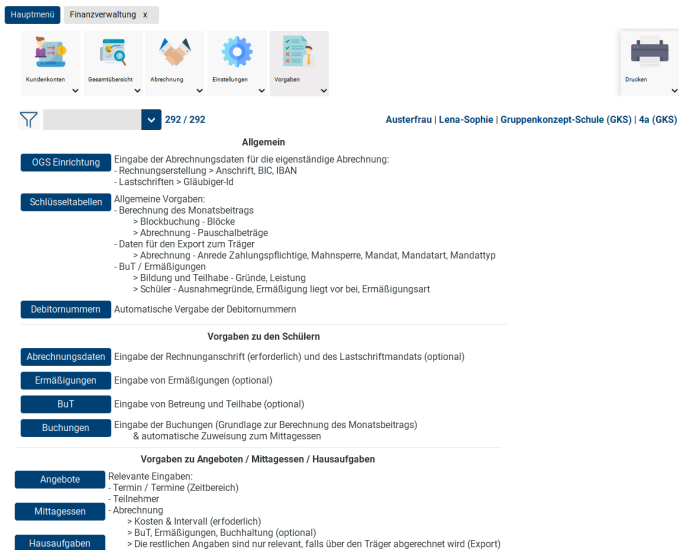 Hauptmenü Finanzverwaltung x
Kundenkonten Gesamtübersicht Abrechnung Einstellungen Vorgaben Drucken
292 / 292 Austerfrau | Lena-Sophie | Gruppenkonzept-Schule (GKS) | 4a (GKS)
Allgemein
OGS Einrichtung Eingabe der Abrechnungsdaten für die eigenständige Abrechnung:
- Rechnungserstellung > Anschrift, BIC, IBAN
- Lastschriften > Gläubiger-Id
Schlüsseltabellen Allgemeine Vorgaben:
- Berechnung des Monatsbeitrags
> Blockbuchung - Blöcke
> Abrechnung - Pauschalbeträge
- Daten für den Export zum Träger
> Abrechnung - Anrede Zahlungspflichtige, Mahnsperre, Mandat, Mandatart, Mandattyp
- BuT / Ermäßigungen
> Bildung und Teilhabe - Gründe, Leistung
> Schüler - Ausnahmegründe, Ermäßigung liegt vor bei, Ermäßigungsart
Debitornummern Automatische Vergabe der Debitornummern
Vorgaben zu den Schülern
Abrechnungsdaten Eingabe der Rechnunganschrift (erforderlich) und des Lastschriftmandats (optional)
Ermäßigungen Eingabe von Ermäßigungen (optional)
BuT Eingabe von Betreung und Teilhabe (optional)
Buchungen Eingabe der Buchungen (Grundlage zur Berechnung des Monatsbeitrags)
& automatische Zuweisung zum Mittagessen
Vorgaben zu Angeboten / Mittagessen / Hausaufgaben
Angebote Relevante Eingaben:
- Termin / Termine (Zeitbereich)
- Teilnehmer
Mittagessen - Abrechnung
> Kosten & Intervall (erfoderlich)
> BuT, Ermäßigungen, Buchhaltung (optional)
Hausaufgaben > Die restlichen Angaben sind nur relevant, falls über den Träger abgerechnet wird (Export)